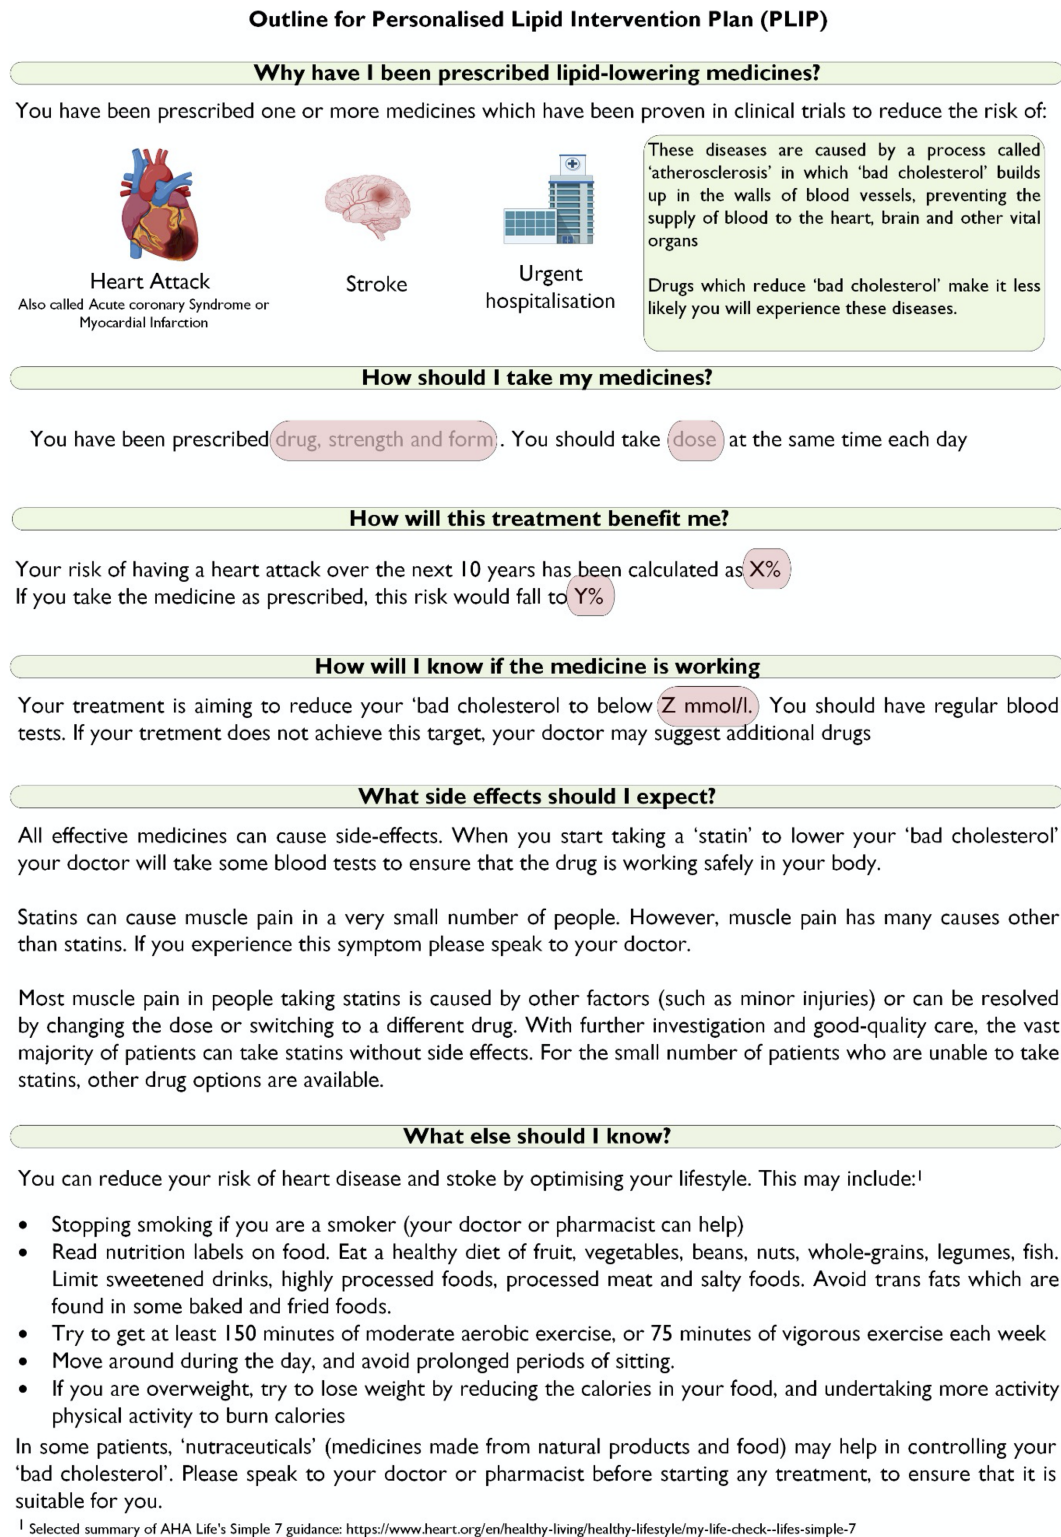 Outline for Personalised Lipid Intervention Plan (PLIP)
Why have I been prescribed lipid-lowering medicines?
You have been prescribed one or more medicines which have been proven in clinical trials to reduce the risk of:
Heart Attack
Also called Acute coronary Syndrome or
Myocardial Infarction
Stroke
Urgent
hospitalisation
These diseases are caused by a process called
‘atherosclerosis’ in which ‘bad cholesterol’ builds
up in the walls of blood vessels, preventing the
supply of blood to the heart, brain and other vital
organs
Drugs which reduce ‘bad cholesterol’ make it less
likely you will experience these diseases.
How should I take my medicines?
You have been prescribed drug, strength and form. You should take dose at the same time each day
How will this treatment benefit me?
Your risk of having a heart attack over the next 10 years has been calculated as X%
If you take the medicine as prescribed, this risk would fall to Y%
How will I know if the medicine is working
Your treatment is aiming to reduce your ‘bad cholesterol to below Z mmol/l. You should have regular blood
tests. If your tretment does not achieve this target, your doctor may suggest additional drugs
What side effects should I expect?
All effective medicines can cause side-effects. When you start taking a ‘statin’ to lower your ‘bad cholesterol’
your doctor will take some blood tests to ensure that the drug is working safely in your body.
Statins can cause muscle pain in a very small number of people. However, muscle pain has many causes other
than statins. If you experience this symptom please speak to your doctor.
Most muscle pain in people taking statins is caused by other factors (such as minor injuries) or can be resolved
by changing the dose or switching to a different drug. With further investigation and good-quality care, the vast
majority of patients can take statins without side effects. For the small number of patients who are unable to take
statins, other drug options are available.
What else should I know?
You can reduce your risk of heart disease and stoke by optimising your lifestyle. This may include:¹
• Stopping smoking if you are a smoker (your doctor or pharmacist can help)
• Read nutrition labels on food. Eat a healthy diet of fruit, vegetables, beans, nuts, whole-grains, legumes, fish.
Limit sweetened drinks, highly processed foods, processed meat and salty foods. Avoid trans fats which are
found in some baked and fried foods.
• Try to get at least 150 minutes of moderate aerobic exercise, or 75 minutes of vigorous exercise each week
• Move around during the day, and avoid prolonged periods of sitting.
• If you are overweight, try to lose weight by reducing the calories in your food, and undertaking more activity
physical activity to burn calories
In some patients, ‘nutraceuticals’ (medicines made from natural products and food) may help in controlling your
‘bad cholesterol’. Please speak to your doctor or pharmacist before starting any treatment, to ensure that it is
suitable for you.
¹ Selected summary of AHA Life's Simple 7 guidance: https://www.heart.org/en/healthy-living/healthy-lifestyle/my-life-check--lifes-simple-7